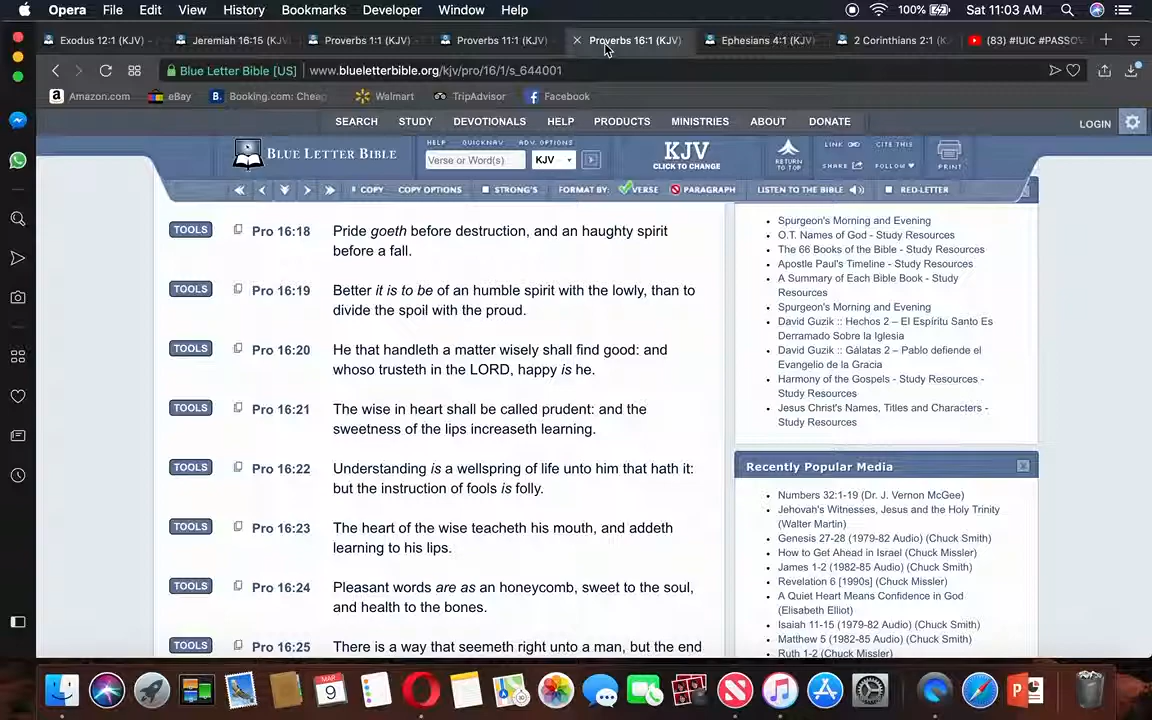 Opera File Edit View History Bookmarks Developer Window Help 100% Sat 11:03 AM
Exodus 12:1 (KJV) - Jeremiah 16:15 (KJV) Proverbs 1:1 (KJV) - Proverbs 11:1 (KJV) Proverbs 16:1 (KJV) Ephesians 4:1 (KJV) 2 Corinthians 2:1 (K (83) #IUIC #PASSO
Blue Letter Bible [US] www.blueletterbible.org/kjv/pro/16/1/s_644001
Amazon.com eBay Booking.com: Cheap Walmart TripAdvisor Facebook
SEARCH STUDY DEVOTIONALS HELP PRODUCTS MINISTRIES ABOUT DONATE LOGIN
BLUE LETTER BIBLE
HELP QUICKNAV ADV. OPTIONS
Verse or Word(s) KJV
KJV
CLICK TO CHANGE
RETURN
TO TOP
LINK CITE THIS
SHARE FOLLOW
PRINT
COPY COPY OPTIONS STRONG'S FORMAT BY: VERSE PARAGRAPH LISTEN TO THE BIBLE RED-LETTER
TOOLS Pro 16:18 Pride goeth before destruction, and an haughty spirit
before a fall.
TOOLS Pro 16:19 Better it is to be of an humble spirit with the lowly, than to
divide the spoil with the proud.
TOOLS Pro 16:20 He that handleth a matter wisely shall find good: and
whoso trusteth in the LORD, happy is he.
TOOLS Pro 16:21 The wise in heart shall be called prudent: and the
sweetness of the lips increaseth learning.
TOOLS Pro 16:22 Understanding is a wellspring of life unto him that hath it:
but the instruction of fools is folly.
TOOLS Pro 16:23 The heart of the wise teacheth his mouth, and addeth
learning to his lips.
TOOLS Pro 16:24 Pleasant words are as an honeycomb, sweet to the soul,
and health to the bones.
TOOLS Pro 16:25 There is a way that seemeth right unto a man, but the end
Spurgeon's Morning and Evening
O.T. Names of God - Study Resources
The 66 Books of the Bible - Study Resources
Apostle Paul's Timeline - Study Resources
A Summary of Each Bible Book - Study
Resources
Spurgeon's Morning and Evening
David Guzik :: Hechos 2 – El Espíritu Santo Es
Derramado Sobre la Iglesia
David Guzik :: Gálatas 2 – Pablo defiende el
Evangelio de la Gracia
Harmony of the Gospels - Study Resources -
Study Resources
Jesus Christ's Names, Titles and Characters -
Study Resources
Recently Popular Media
Numbers 32:1-19 (Dr. J. Vernon McGee)
Jehovah's Witnesses, Jesus and the Holy Trinity
(Walter Martin)
Genesis 27-28 (1979-82 Audio) (Chuck Smith)
How to Get Ahead in Israel (Chuck Missler)
James 1-2 (1982-85 Audio) (Chuck Smith)
Revelation 6 [1990s] (Chuck Missler)
A Quiet Heart Means Confidence in God
(Elisabeth Elliot)
Isaiah 11-15 (1979-82 Audio) (Chuck Smith)
Matthew 5 (1982-85 Audio) (Chuck Smith)
Ruth 1-2 (Chuck Missler)
MAR
9